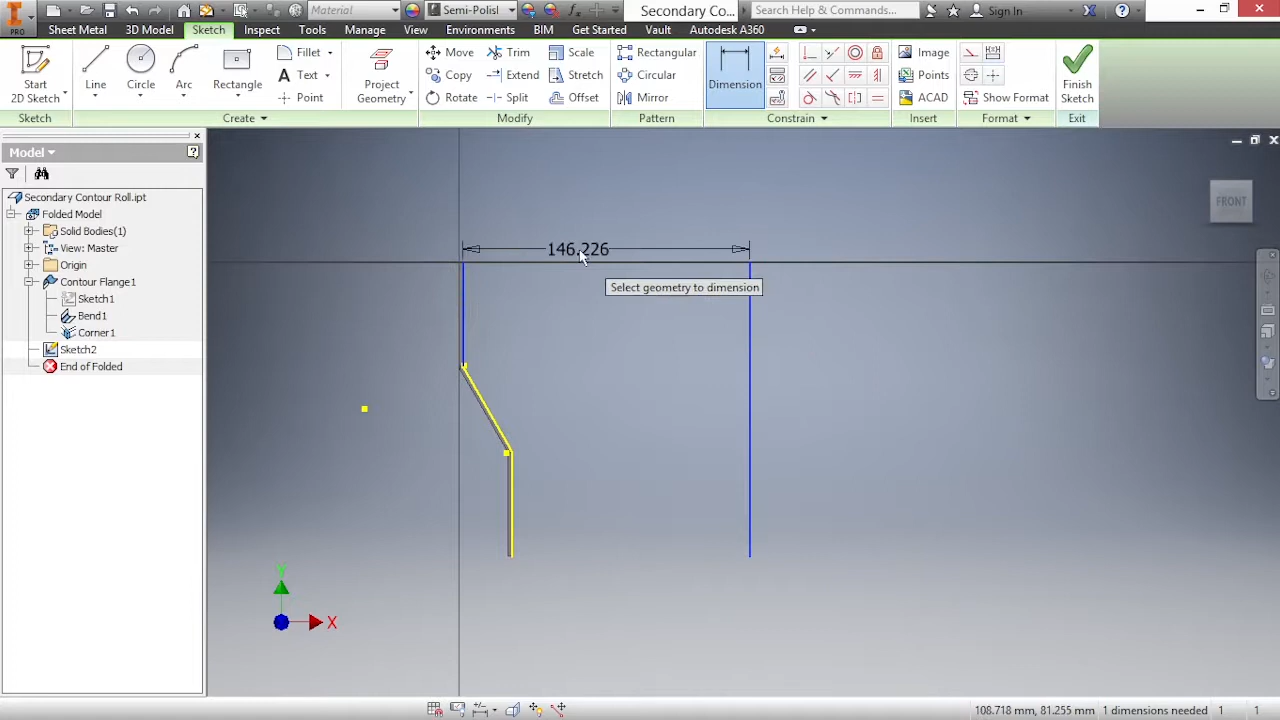 Material
Semi-Polisl
Secondary Co...
Search Help & Commands...
Sign In
PRO
Sheet Metal
3D Model
Sketch
Inspect
Tools
Manage
View
Environments
BIM
Get Started
Vault
Autodesk A360
Start
2D Sketch
Line
Circle
Arc
Rectangle
Fillet
Text
Point
Project
Geometry
Move
Copy
Rotate
Trim
Extend
Split
Scale
Stretch
Offset
Rectangular
Circular
Mirror
Dimension
Image
Points
ACAD
Show Format
Finish
Sketch
Sketch
Create
Modify
Pattern
Constrain
Insert
Format
Exit
Model
Secondary Contour Roll.ipt
Folded Model
Solid Bodies(1)
View: Master
Origin
Contour Flange1
Sketch1
Bend1
Corner1
Sketch2
End of Folded
FRONT
146.226
Select geometry to dimension
Y
X
108.718 mm, 81.255 mm
1 dimensions needed
1
1